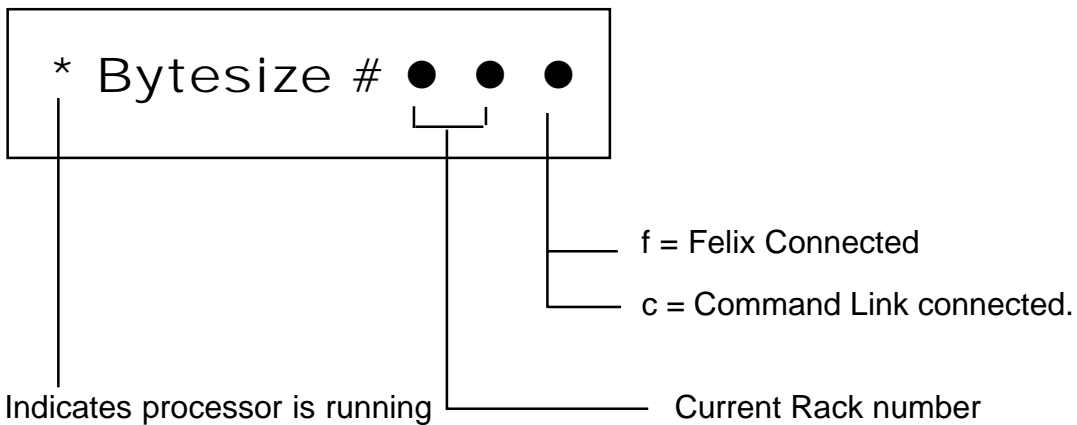 * Bytesize # ● ● ●
f = Felix Connected
c = Command Link connected.
Indicates processor is running
Current Rack number